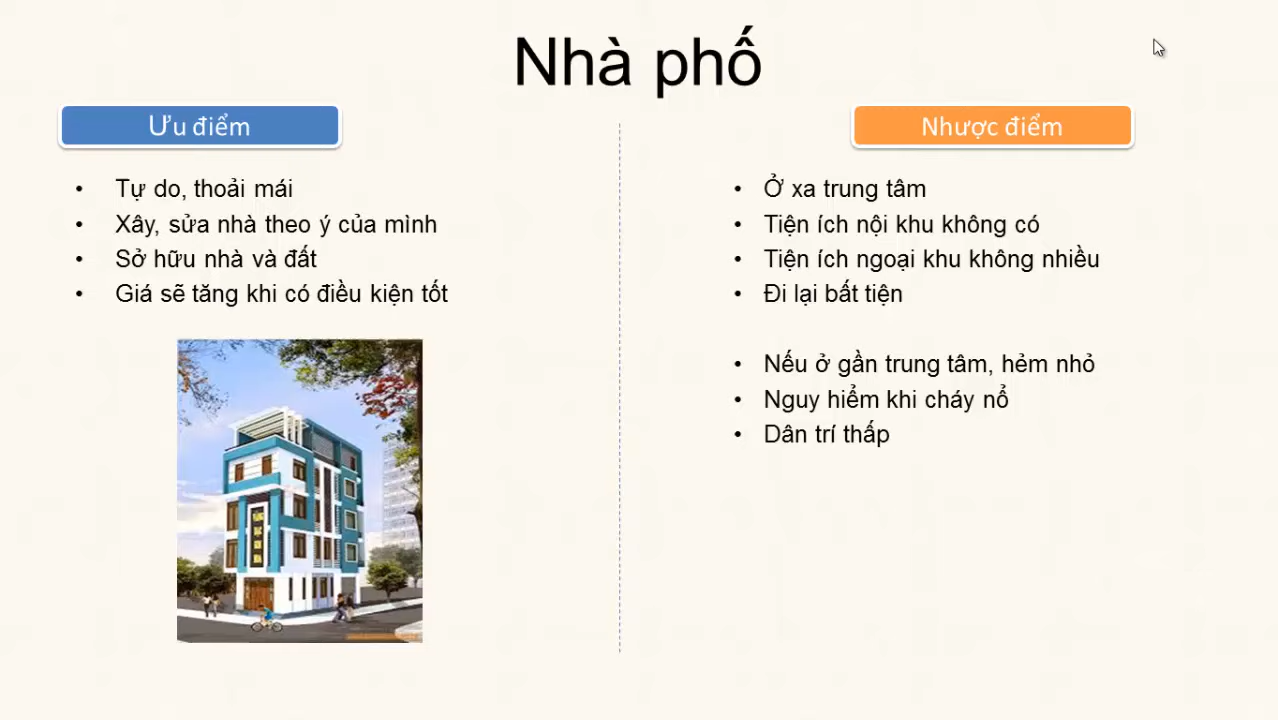 Nhà phố
Ưu điểm
Tự do, thoải mái
Xây, sửa nhà theo ý của mình
Sở hữu nhà và đất
Giá sẽ tăng khi có điều kiện tốt
Nhược điểm
Ở xa trung tâm
Tiện ích nội khu không có
Tiện ích ngoại khu không nhiều
Đi lại bất tiện
Nếu ở gần trung tâm, hẻm nhỏ
Nguy hiểm khi cháy nổ
Dân trí thấp